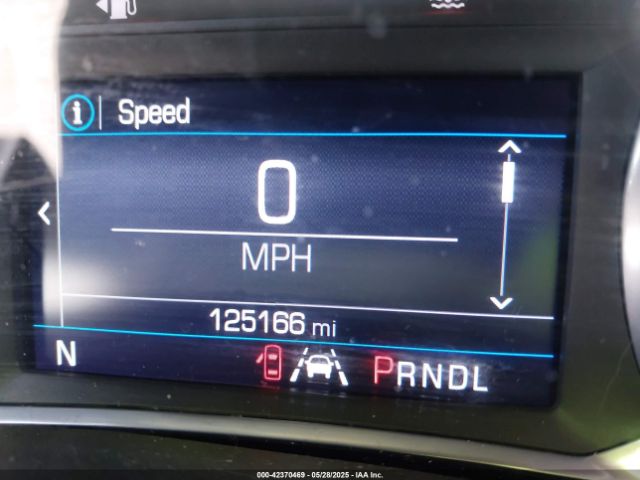 i Speed
0
MPH
125166 mi
N PRNDL
000-42370469 - 05/28/2025 - IAA Inc.